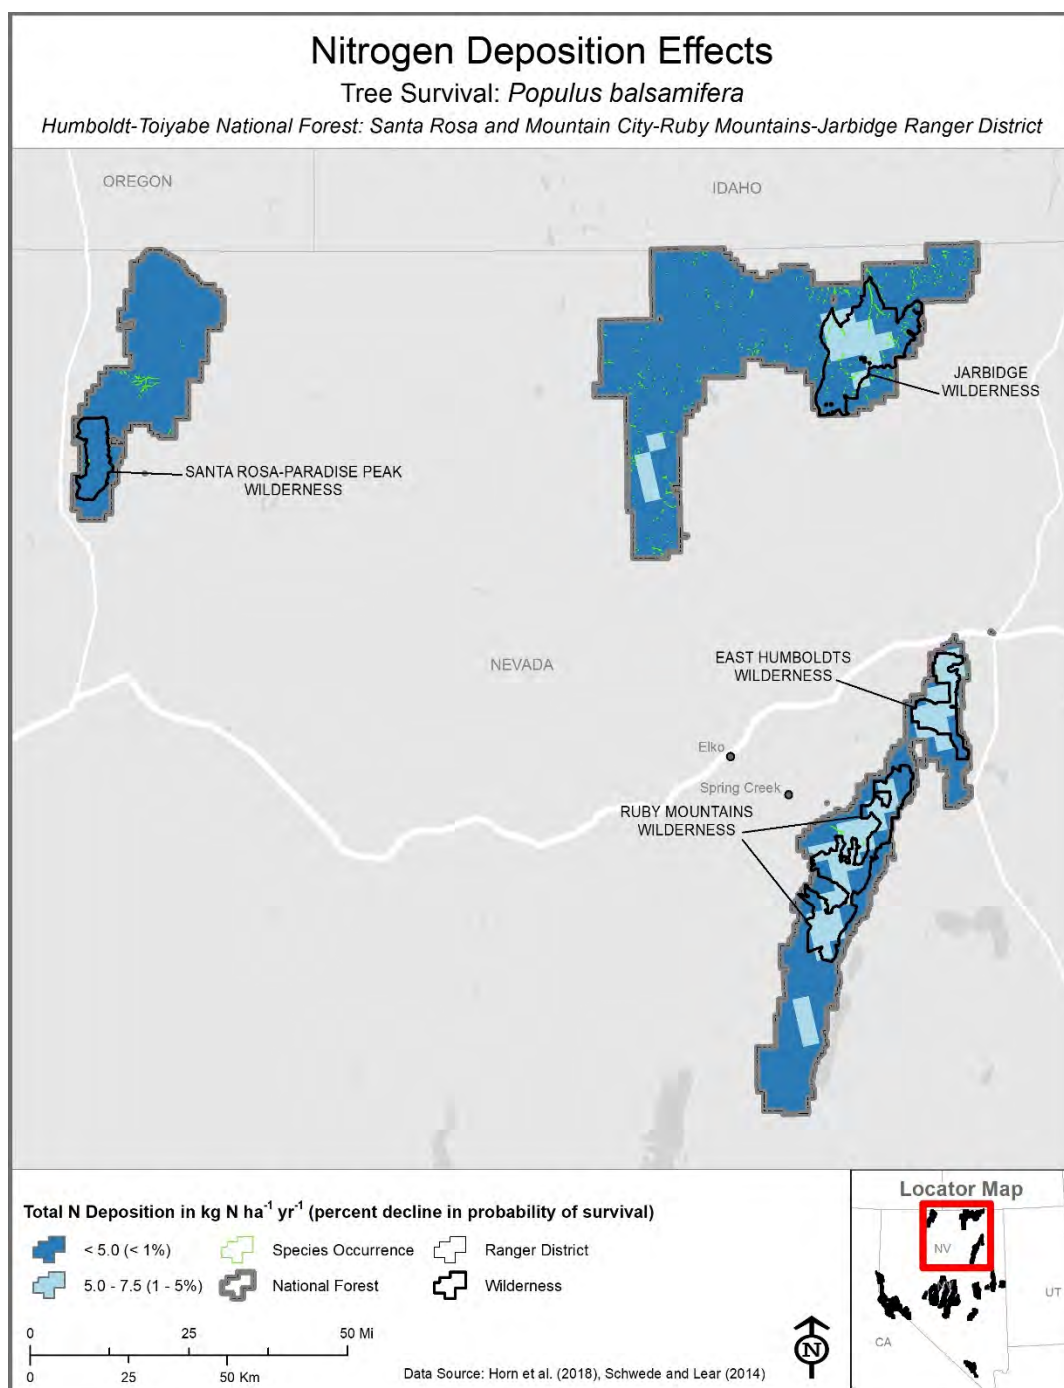 Nitrogen Deposition Effects
Tree Survival: Populus balsamifera
Humboldt-Toiyabe National Forest: Santa Rosa and Mountain City-Ruby Mountains-Jarbidge Ranger District
OREGON
IDAHO
JARBIDGE
WILDERNESS
SANTA ROSA-PARADISE PEAK
WILDERNESS
NEVADA
EAST HUMBOLDTS
WILDERNESS
Elko
Spring Creek
RUBY MOUNTAINS
WILDERNESS
Total N Deposition in kg N ha-1 yr-1 (percent decline in probability of survival)
< 5.0 (< 1%)
Species Occurrence
Ranger District
5.0 - 7.5 (1 - 5%)
National Forest
Wilderness
0 25 50 Mi
0 25 50 Km
N
Data Source: Horn et al. (2018), Schwede and Lear (2014)
Locator Map
NV
UT
CA